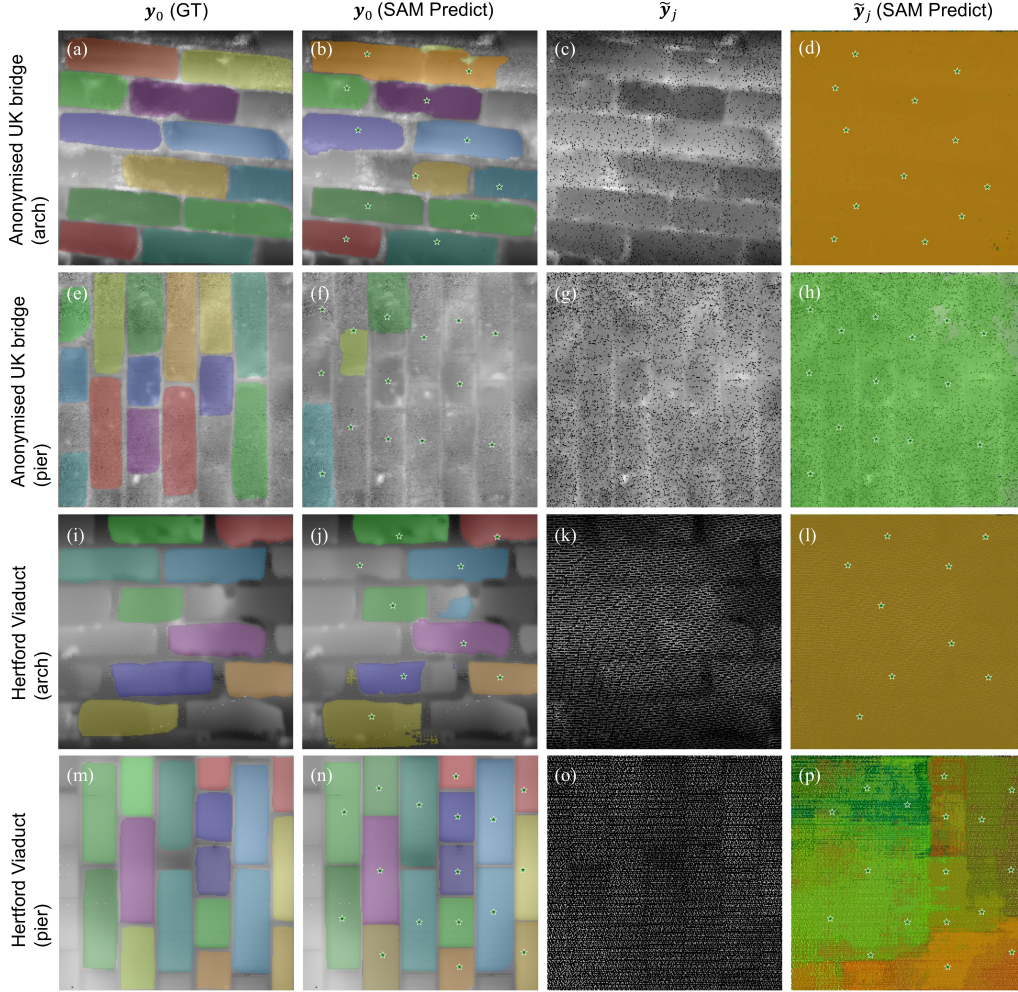 𝒚₀ (GT)
𝒚₀ (SAM Predict)
𝒚̃ⱼ
𝒚̃ⱼ (SAM Predict)
Anonymised UK bridge
(arch)
(a)
(b)
(c)
(d)
Anonymised UK bridge
(pier)
(e)
(f)
(g)
(h)
Hertford Viaduct
(arch)
(i)
(j)
(k)
(l)
Hertford Viaduct
(pier)
(m)
(n)
(o)
(p)